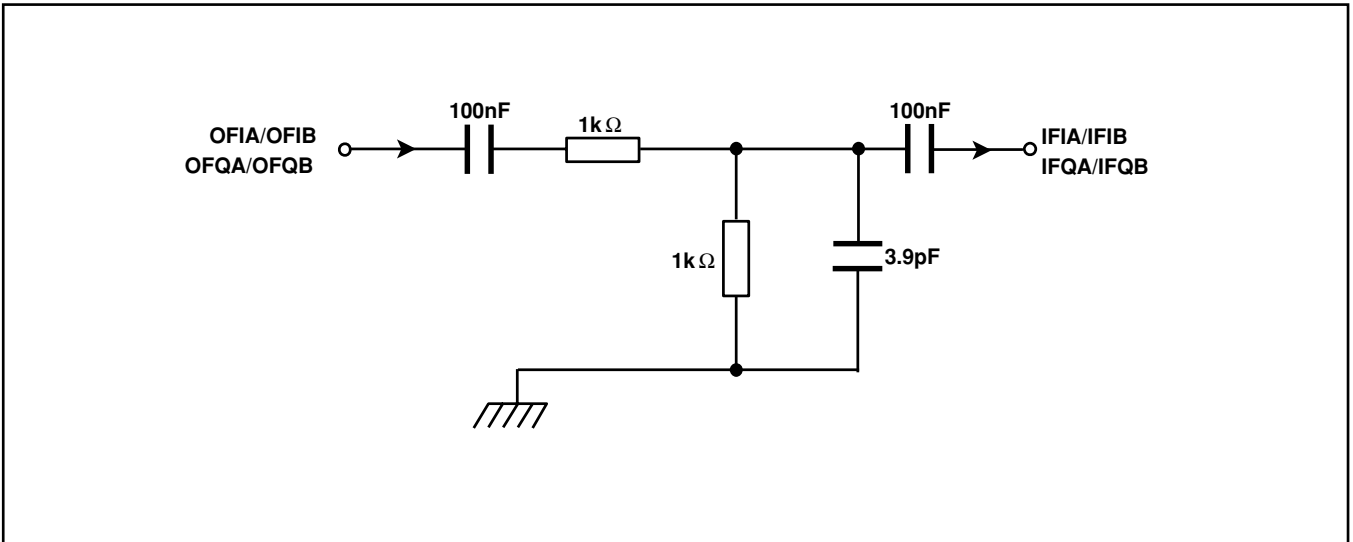 100nF
1kΩ
100nF
OFIA/OFIB
OFQA/OFQB
IFIA/IFIB
IFQA/IFQB
1kΩ
3.9pF